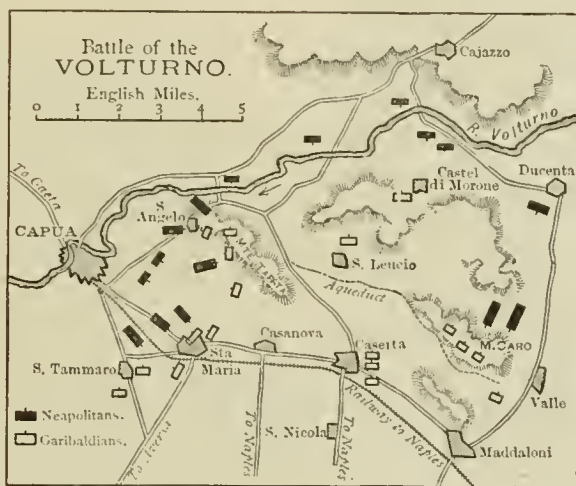 Battle of the
VOLTURNO.
English Miles.
0 1 2 3 4 5
Cajazzo
R. Volturno
To Gaeta
Castel
di Morone
Ducenta
S.
Angelo
CAPUA
MTE TIFATA
S. Leucio
Aqueduct
M. CARO
Casanova
Caserta
Sta
Maria
S. Tammaro
Valle
Neapolitans.
Garibaldians.
To Naples
S. Nicola
To Naples
Railway to Naples
Maddaloni